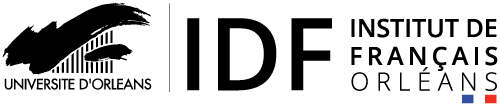 UNIVERSITE D'ORLEANS
IDF
INSTITUT DE
FRANÇAIS
ORLÉANS